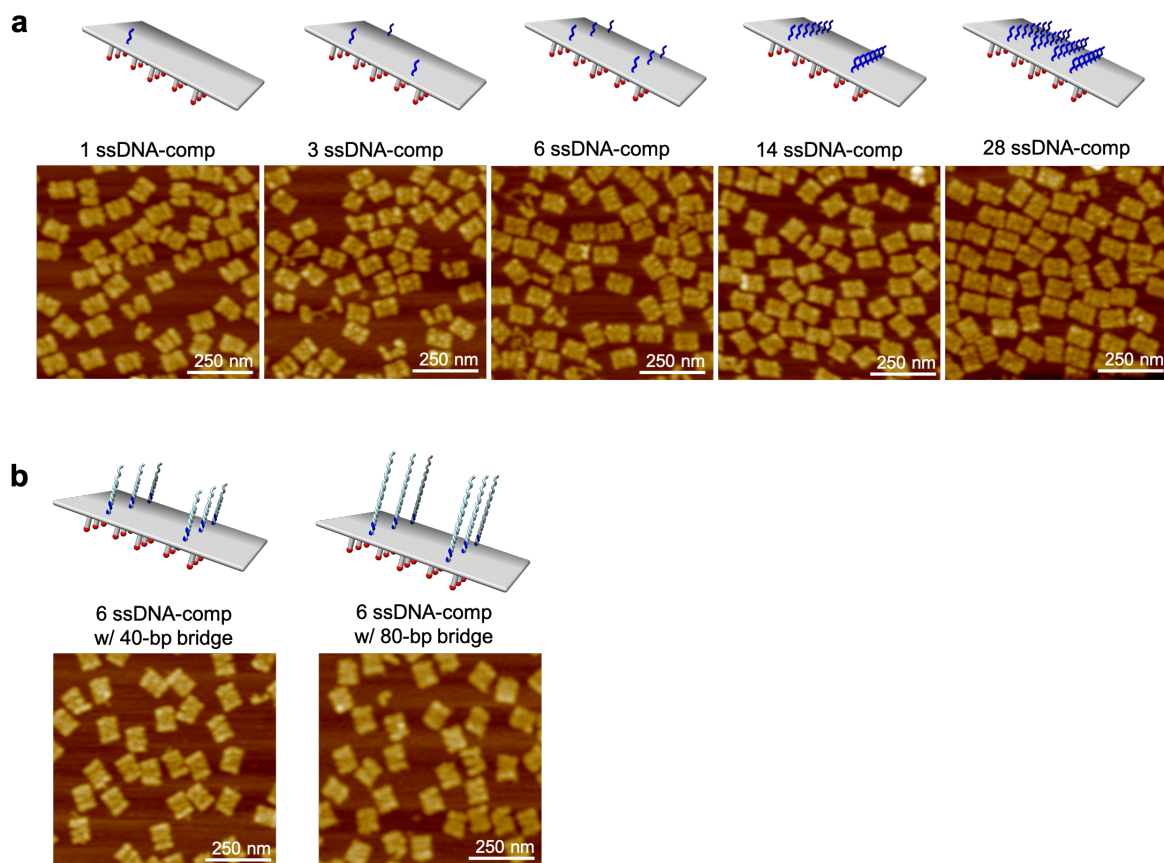 a
1 ssDNA-comp
3 ssDNA-comp
6 ssDNA-comp
14 ssDNA-comp
28 ssDNA-comp
250 nm
250 nm
250 nm
250 nm
250 nm
b
6 ssDNA-comp
w/ 40-bp bridge
6 ssDNA-comp
w/ 80-bp bridge
250 nm
250 nm